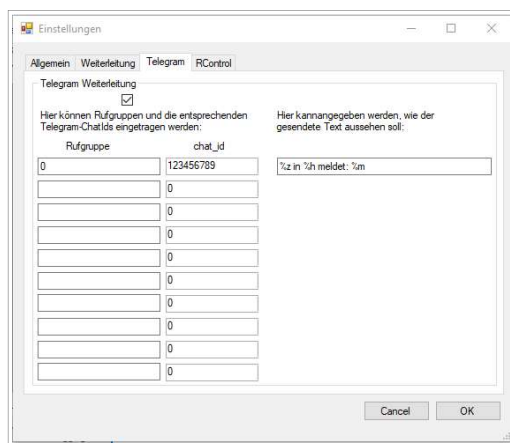 Einstellungen
Allgemein Weiterleitung Telegram RControl
Telegram Weiterleitung
Hier können Rufgruppen und die entsprechenden
Telegram-ChatIds eingetragen werden:
Hier kannangegeben werden, wie der
gesendete Text aussehen soll:
Rufgruppe chat_id
0 123456789 %z in %h meldet: %m
0
0
0
0
0
0
0
0
0
Cancel OK